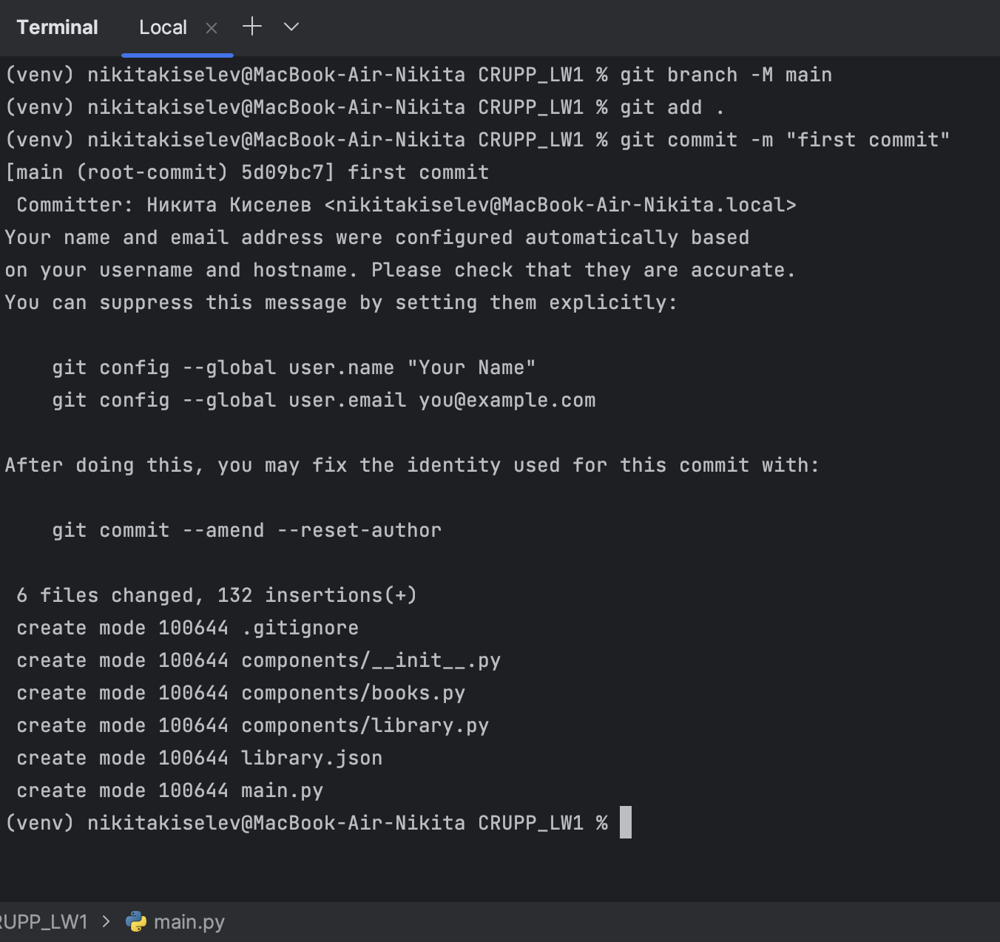 Terminal Local
(venv) nikitakiselev@MacBook-Air-Nikita CRUPP_LW1 % git branch -M main
(venv) nikitakiselev@MacBook-Air-Nikita CRUPP_LW1 % git add .
(venv) nikitakiselev@MacBook-Air-Nikita CRUPP_LW1 % git commit -m "first commit"
[main (root-commit) 5d09bc7] first commit
 Committer: Никита Киселев <nikitakiselev@MacBook-Air-Nikita.local>
Your name and email address were configured automatically based
on your username and hostname. Please check that they are accurate.
You can suppress this message by setting them explicitly:
    git config --global user.name "Your Name"
    git config --global user.email you@example.com
After doing this, you may fix the identity used for this commit with:
    git commit --amend --reset-author
 6 files changed, 132 insertions(+)
 create mode 100644 .gitignore
 create mode 100644 components/__init__.py
 create mode 100644 components/books.py
 create mode 100644 components/library.py
 create mode 100644 library.json
 create mode 100644 main.py
(venv) nikitakiselev@MacBook-Air-Nikita CRUPP_LW1 %
RUPP_LW1 > main.py